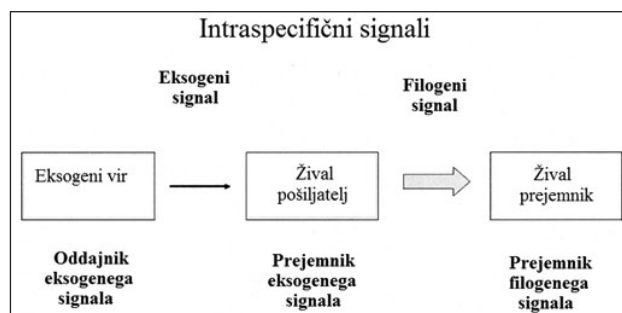 Intraspecifični signali
Eksogeni
signal
Filogeni
signal
Eksogeni vir
Žival
pošiljatelj
Žival
prejemnik
Oddajnik
eksogenega
signala
Prejemnik
eksogenega
signala
Prejemnik
filogenega
signala